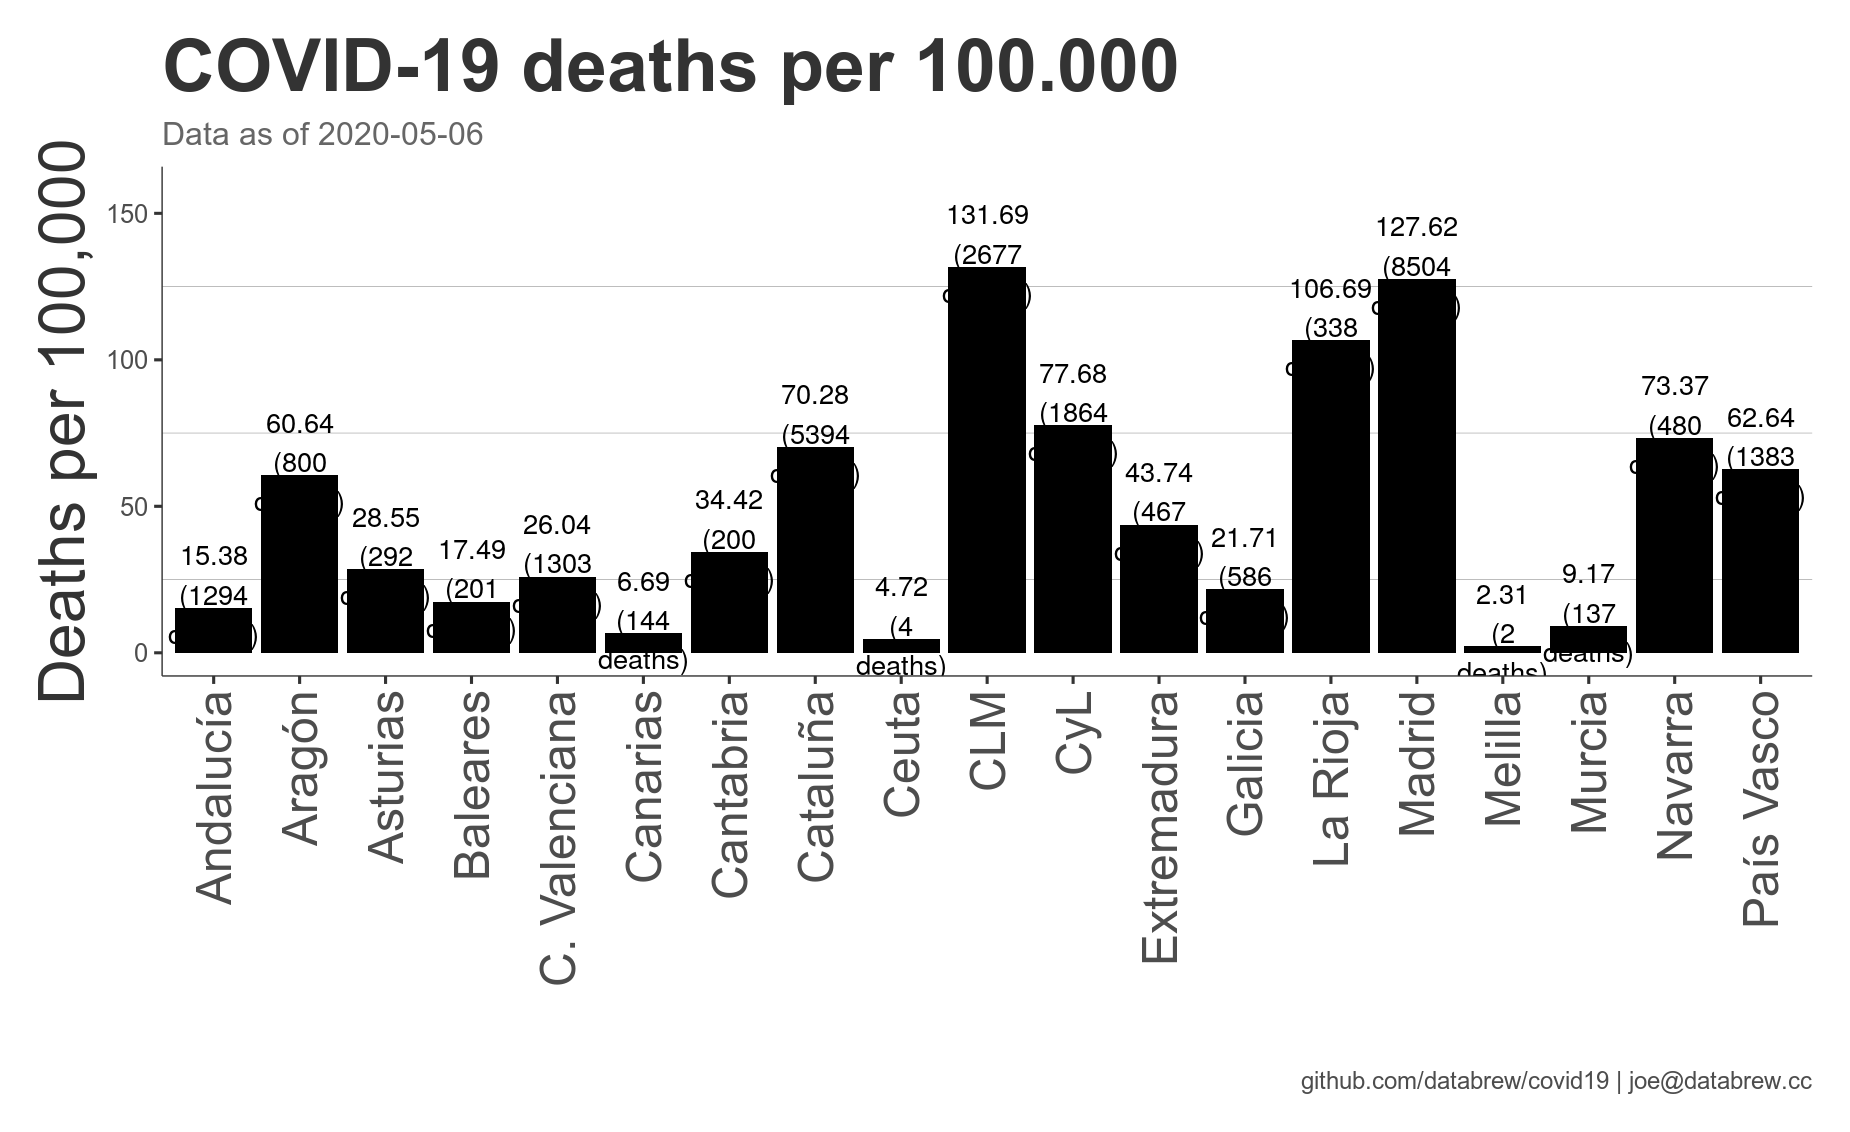 COVID-19 deaths per 100.000
Data as of 2020-05-06
Deaths per 100,000
150
100
50
0
15.38
(1294
60.64
(800
28.55
(292
17.49
(201
26.04
(1303
6.69
(144
deaths)
34.42
(200
70.28
(5394
4.72
(4
deaths)
131.69
(2677
77.68
(1864
43.74
(467
21.71
(586
106.69
(338
127.62
(8504
2.31
(2
deaths)
9.17
(137
deaths)
73.37
(480
62.64
(1383
Andalucía
Aragón
Asturias
Baleares
C. Valenciana
Canarias
Cantabria
Cataluña
Ceuta
CLM
CyL
Extremadura
Galicia
La Rioja
Madrid
Melilla
Murcia
Navarra
País Vasco
github.com/databrew/covid19 | joe@databrew.cc